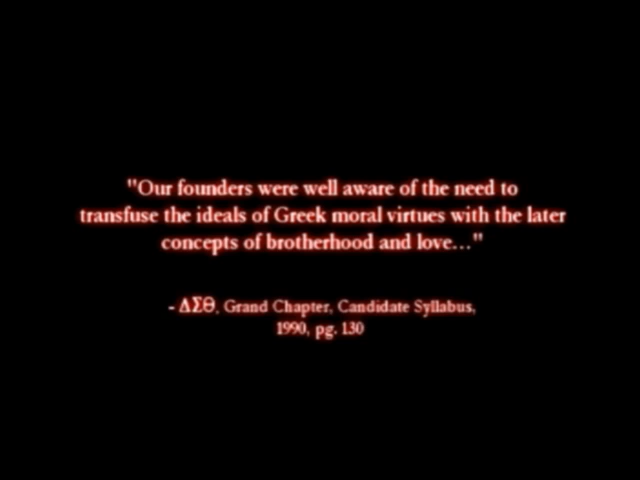 "Our founders were well aware of the need to
transfuse the ideals of Greek moral virtues with the later
concepts of brotherhood and love..."
- ΔΣΘ, Grand Chapter, Candidate Syllabus,
1990, pg. 130